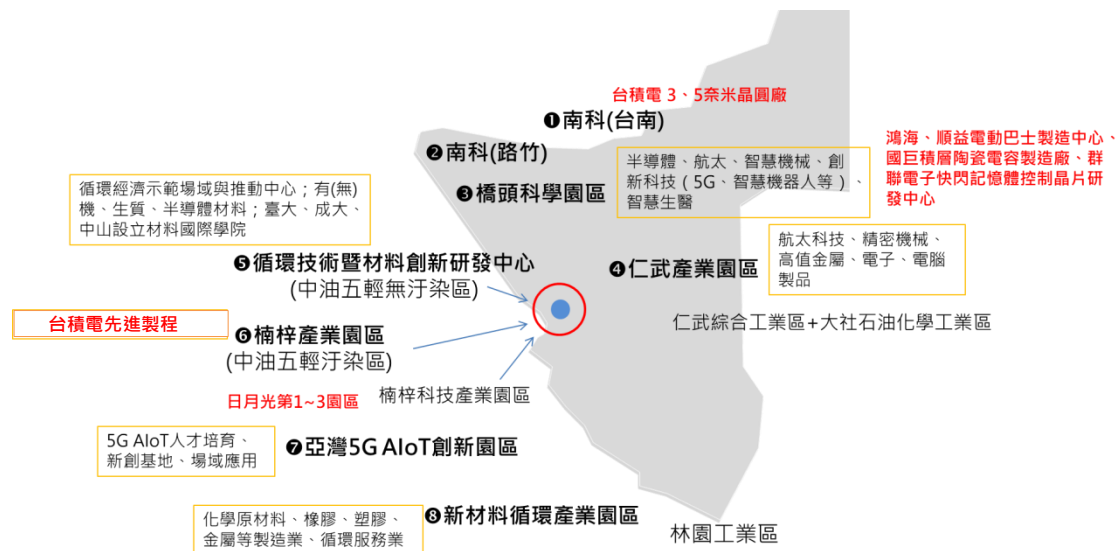 台積電 3、5奈米晶圓廠
❶南科(台南)
❷南科(路竹)
鴻海、順益電動巴士製造中心、
國巨積層陶瓷電容製造廠、群
聯電子快閃記憶體控制晶片研
發中心
半導體、航太、智慧機械、創
新科技（5G、智慧機器人等）、
智慧生醫
❸橋頭科學園區
循環經濟示範場域與推動中心；有(無)
機、生質、半導體材料；臺大、成大、
中山設立材料國際學院
航太科技、精密機械、
高值金屬、電子、電腦
製品
❺循環技術暨材料創新研發中心
(中油五輕無汙染區)
❹仁武產業園區
仁武綜合工業區+大社石油化學工業區
台積電先進製程
❻楠梓產業園區
(中油五輕汙染區)
楠梓科技產業園區
日月光第1~3園區
5G AIoT人才培育、
新創基地、場域應用
❼亞灣5G AIoT創新園區
化學原材料、橡膠、塑膠、
金屬等製造業、循環服務業
❽新材料循環產業園區
林園工業區